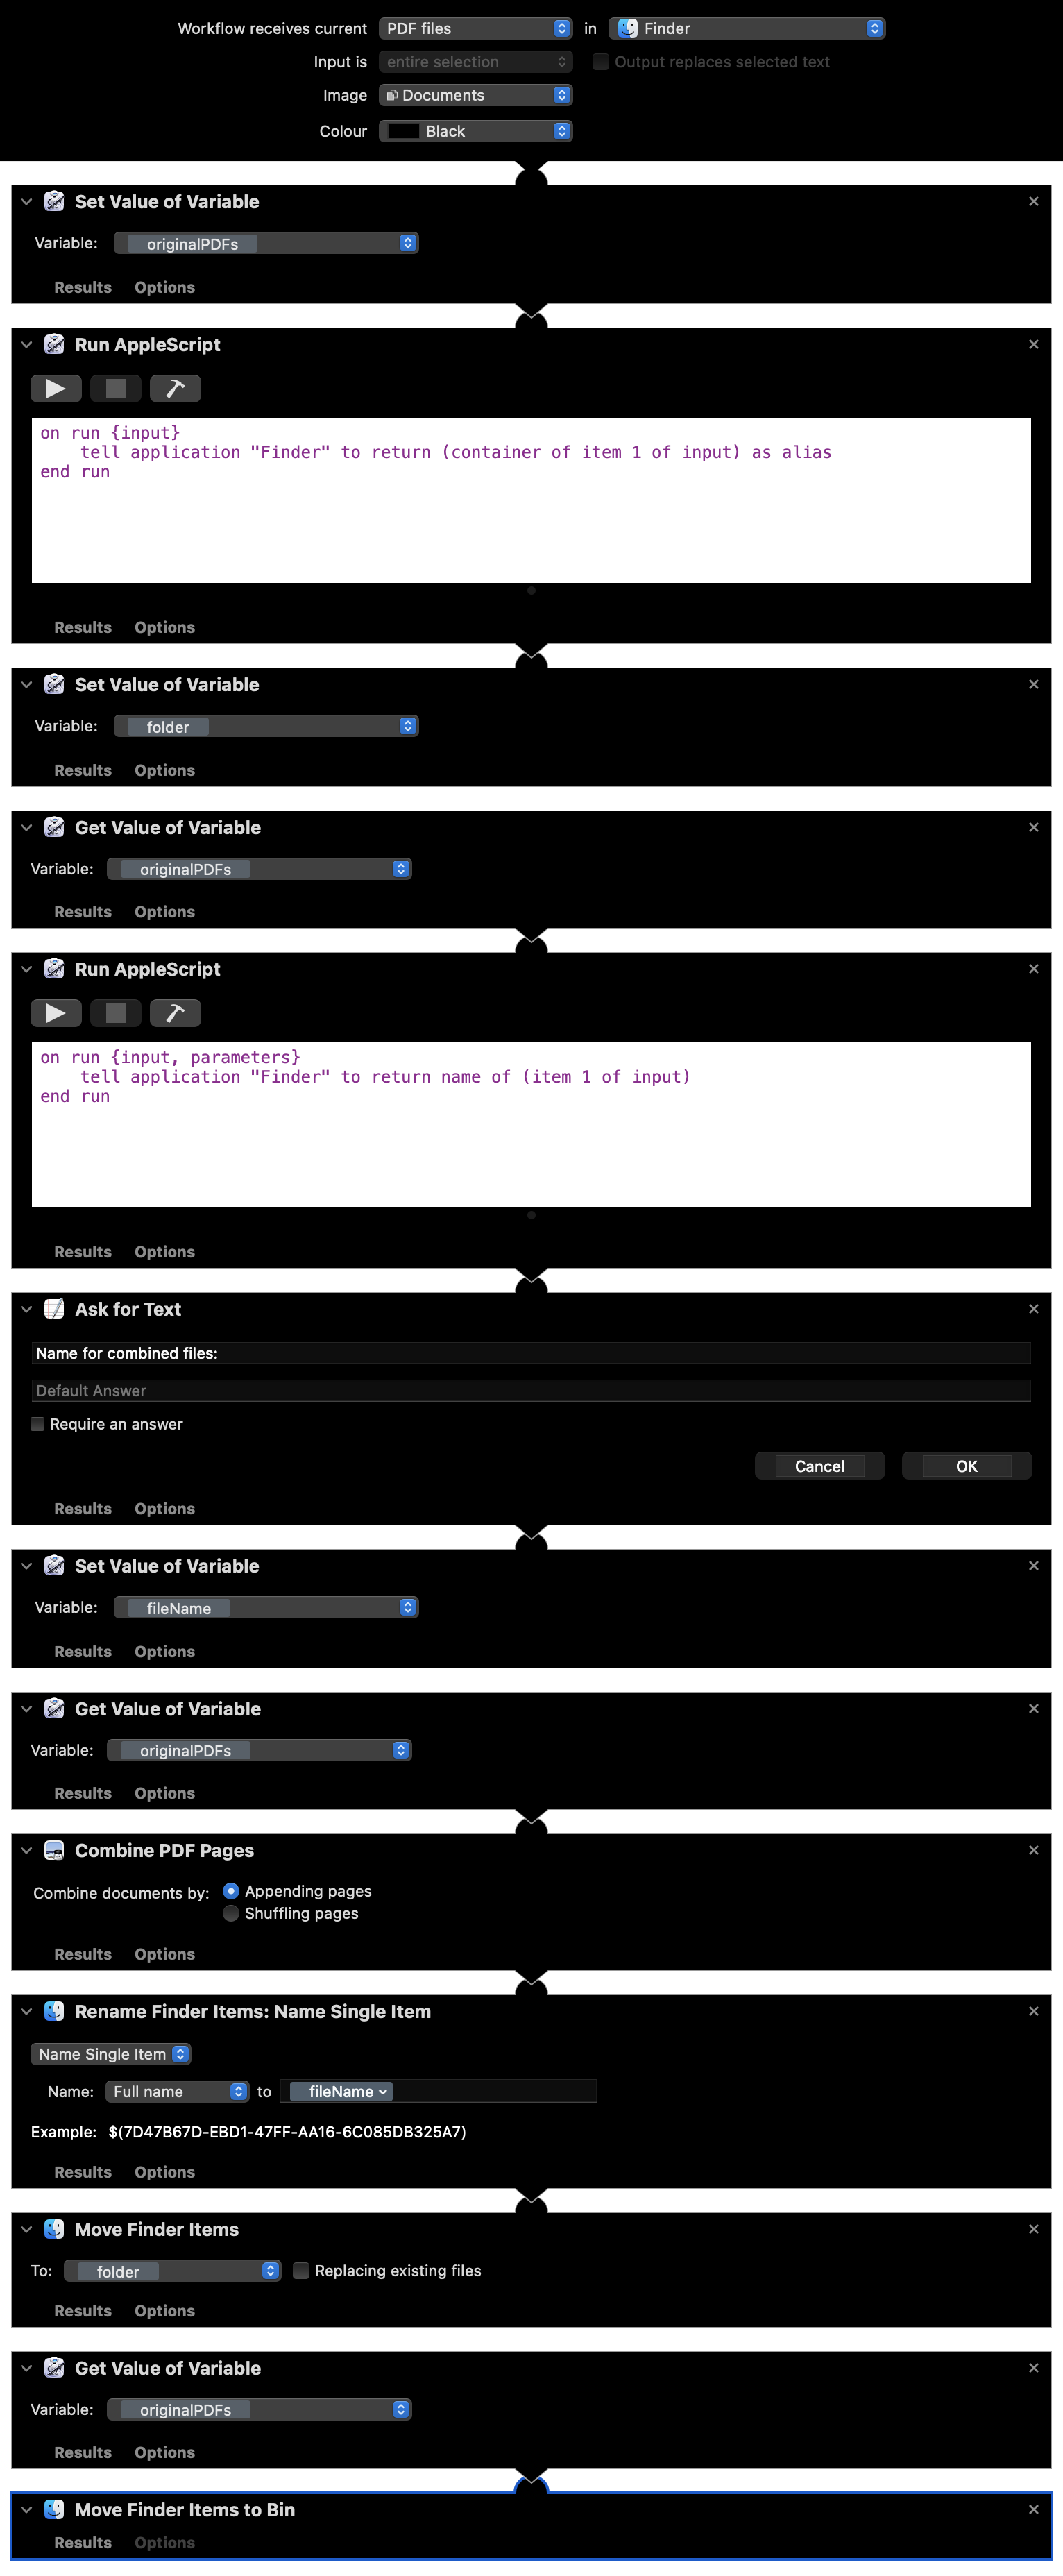 Workflow receives current PDF files in Finder
Input is entire selection Output replaces selected text
Image Documents
Colour Black
Set Value of Variable
Variable: originalPDFs
Results Options
Run AppleScript
on run {input}
tell application "Finder" to return (container of item 1 of input) as alias
end run
Results Options
Set Value of Variable
Variable: folder
Results Options
Get Value of Variable
Variable: originalPDFs
Results Options
Run AppleScript
on run {input, parameters}
tell application "Finder" to return name of (item 1 of input)
end run
Results Options
Ask for Text
Name for combined files:
Default Answer
Require an answer
Cancel OK
Results Options
Set Value of Variable
Variable: fileName
Results Options
Get Value of Variable
Variable: originalPDFs
Results Options
Combine PDF Pages
Combine documents by: Appending pages
Shuffling pages
Results Options
Rename Finder Items: Name Single Item
Name Single Item
Name: Full name to fileName
Example: $(7D47B67D-EBD1-47FF-AA16-6C085DB325A7)
Results Options
Move Finder Items
To: folder Replacing existing files
Results Options
Get Value of Variable
Variable: originalPDFs
Results Options
Move Finder Items to Bin
Results Options